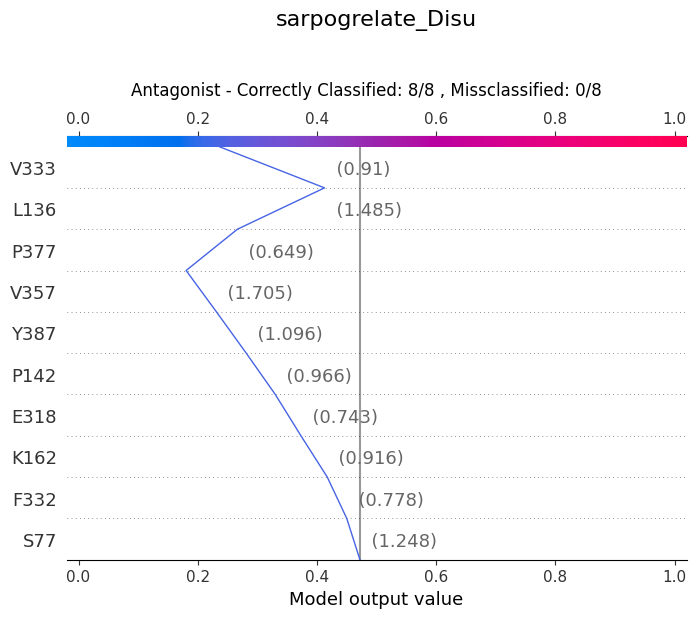 sarpogrelate_Disu
Antagonist - Correctly Classified: 8/8 , Missclassified: 0/8
0.0 0.2 0.4 0.6 0.8 1.0
V333 (0.91)
L136 (1.485)
P377 (0.649)
V357 (1.705)
Y387 (1.096)
P142 (0.966)
E318 (0.743)
K162 (0.916)
F332 (0.778)
S77 (1.248)
0.0 0.2 0.4 0.6 0.8 1.0
Model output value